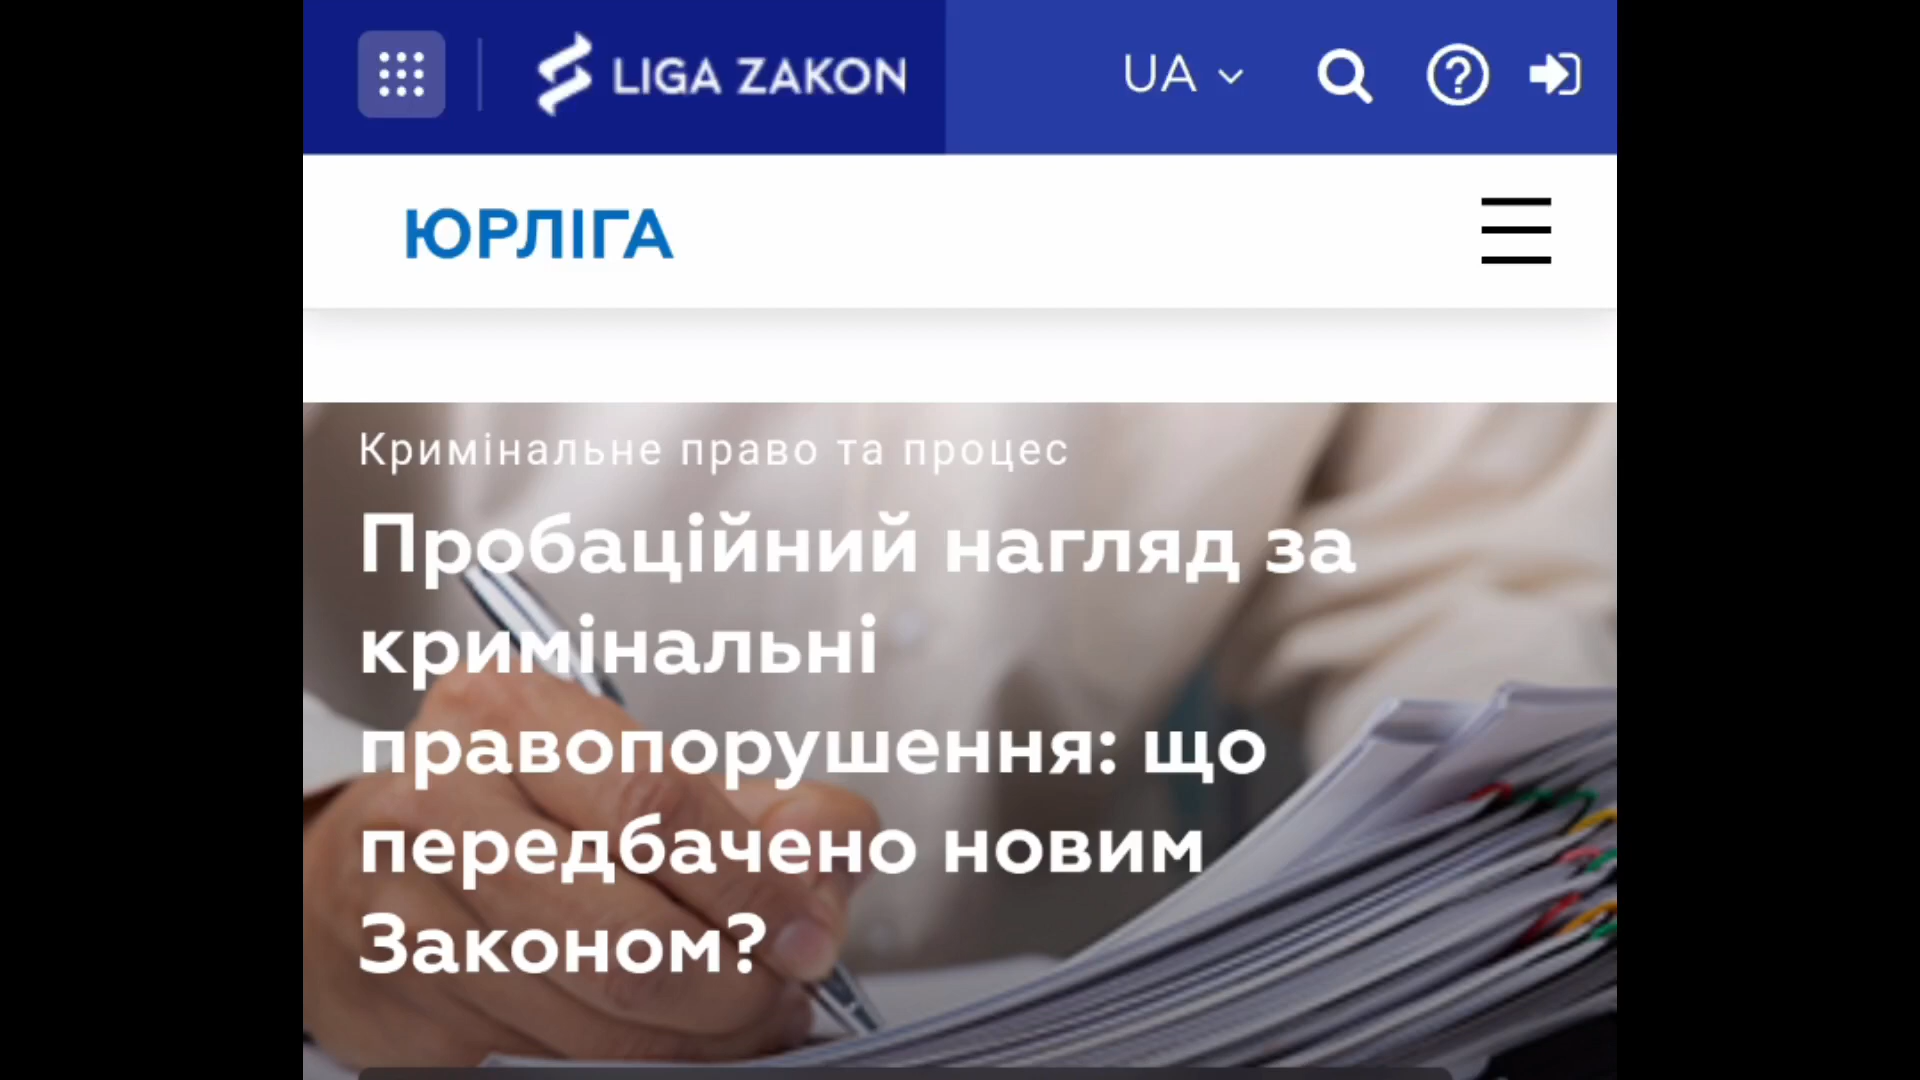 LIGA ZAKON
UA
ЮРЛІГА
Кримінальне право та процес
Пробаційний нагляд за
кримінальні
правопорушення: що
передбачено новим
Законом?